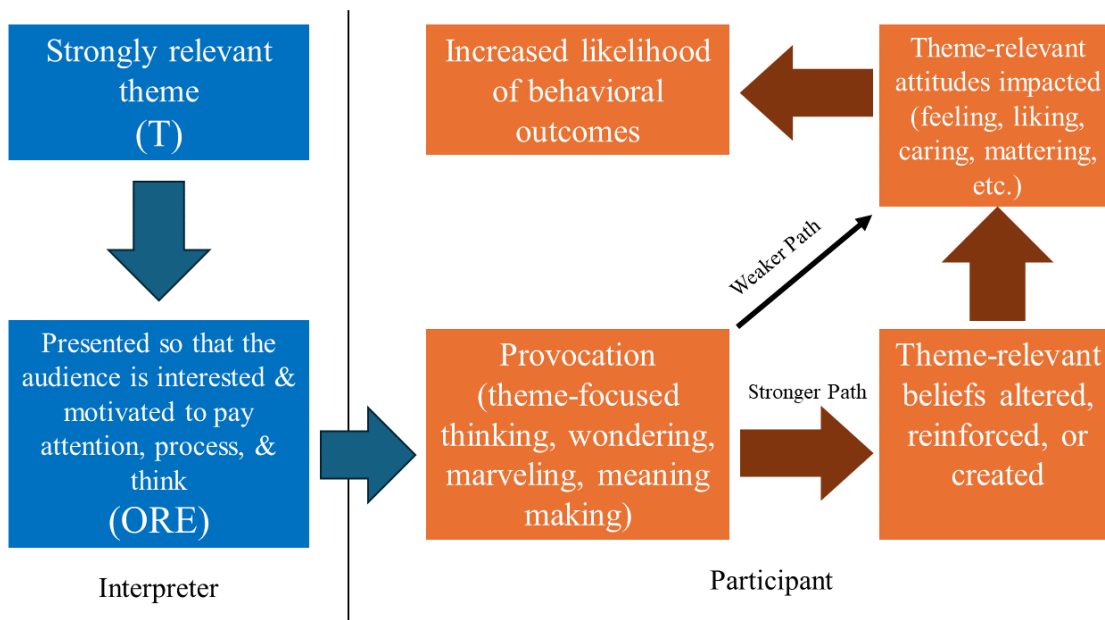 Strongly relevant
theme
(T)
Presented so that the
audience is interested &
motivated to pay
attention, process, &
think
(ORE)
Interpreter
Increased likelihood
of behavioral
outcomes
Theme-relevant
attitudes impacted
(feeling, liking,
caring, mattering,
etc.)
Weaker Path
Provocation
(theme-focused
thinking, wondering,
marveling, meaning
making)
Stronger Path
Theme-relevant
beliefs altered,
reinforced, or
created
Participant